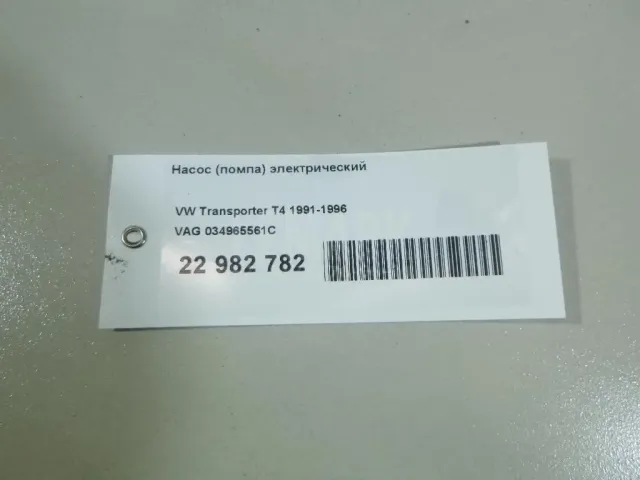 Насос (помпа) электрический
VW Transporter T4 1991-1996
VAG 034965561C
22 982 782